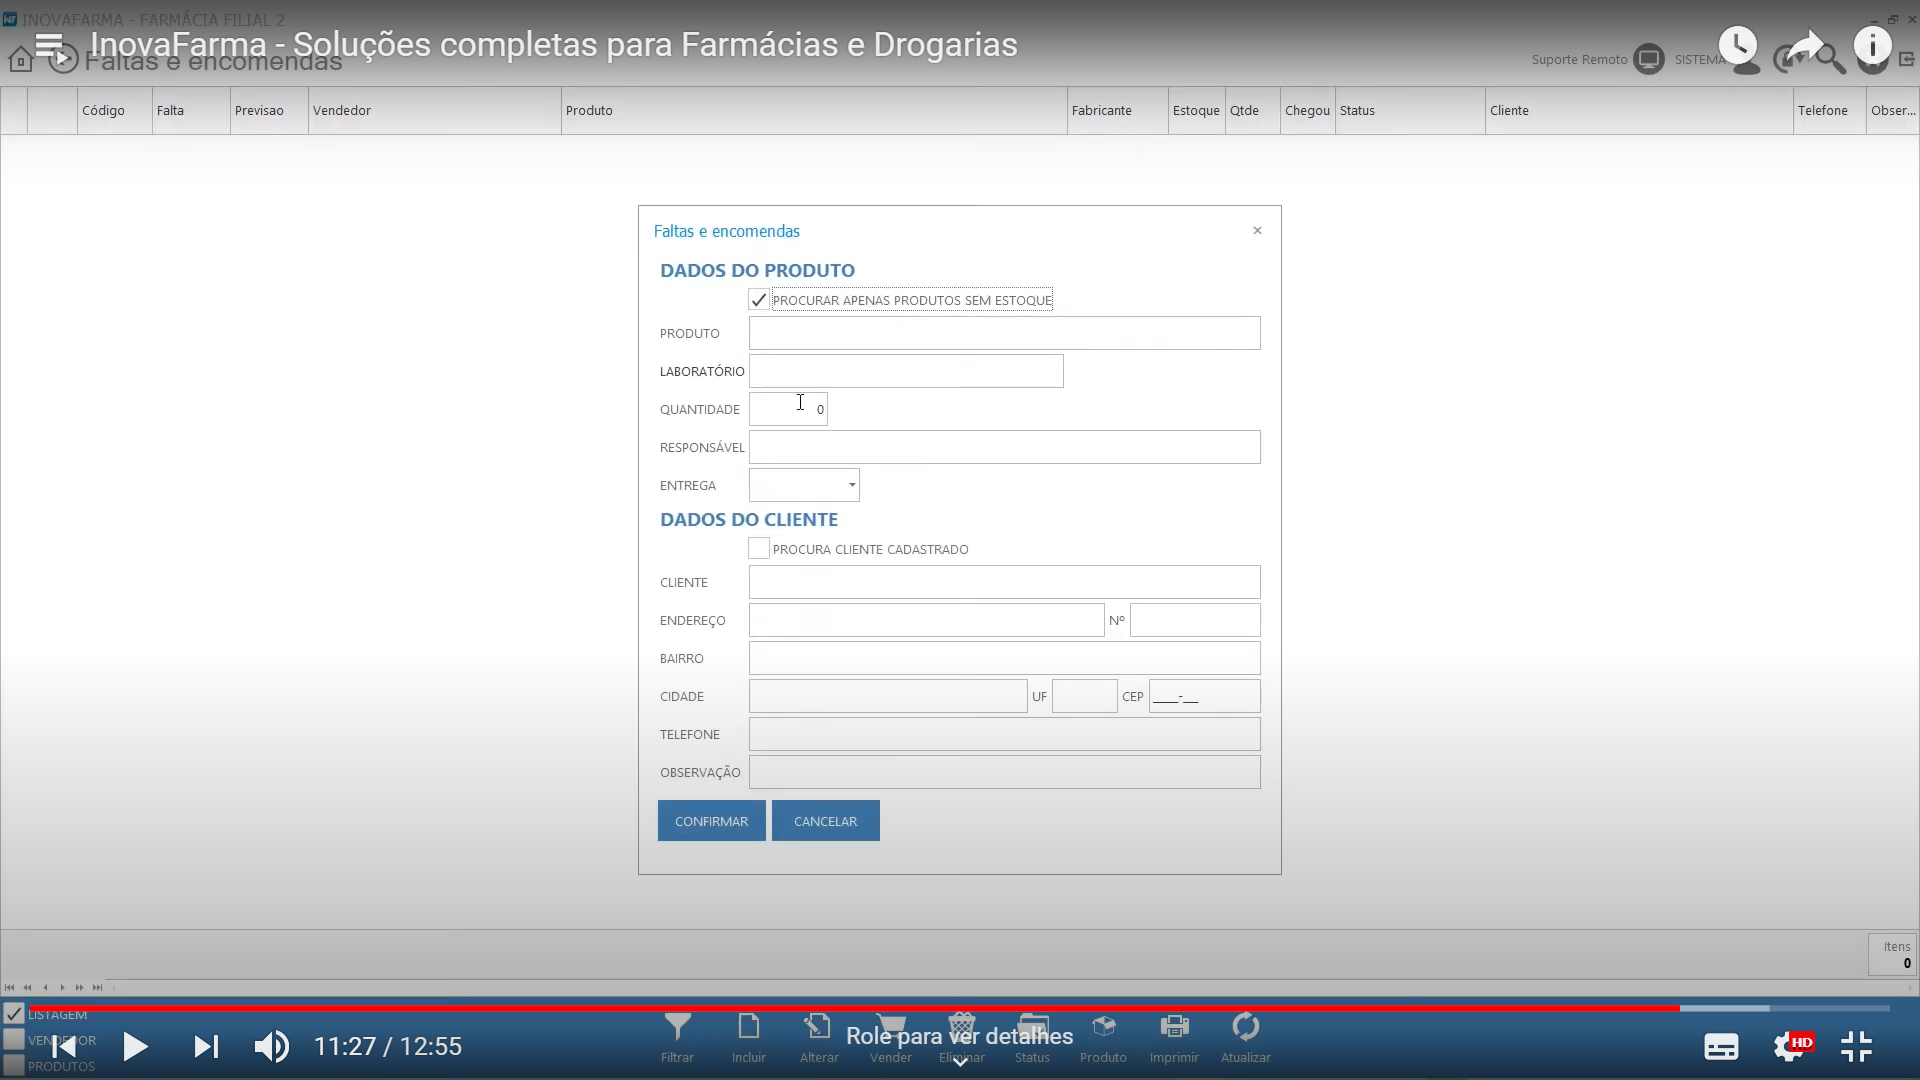 INOVAFARMA - FARMÁCIA FILIAL 2
InovaFarma - Soluções completas para Farmácias e Drogarias
Faltas e encomendas
Suporte Remoto
SISTEMA
Código Falta Previsao Vendedor Produto Fabricante Estoque Qtde Chegou Status Cliente Telefone Obser...
Faltas e encomendas
DADOS DO PRODUTO
PROCURAR APENAS PRODUTOS SEM ESTOQUE
PRODUTO
LABORATÓRIO
QUANTIDADE 0
RESPONSÁVEL
ENTREGA
DADOS DO CLIENTE
PROCURA CLIENTE CADASTRADO
CLIENTE
ENDEREÇO Nº
BAIRRO
CIDADE UF CEP ____-__
TELEFONE
OBSERVAÇÃO
CONFIRMAR CANCELAR
Itens
0
LISTAGEM
VENDEDOR
PRODUTOS
11:27 / 12:55
Role para ver detalhes
Filtrar Incluir Alterar Vender Eliminar Status Produto Imprimir Atualizar
HD